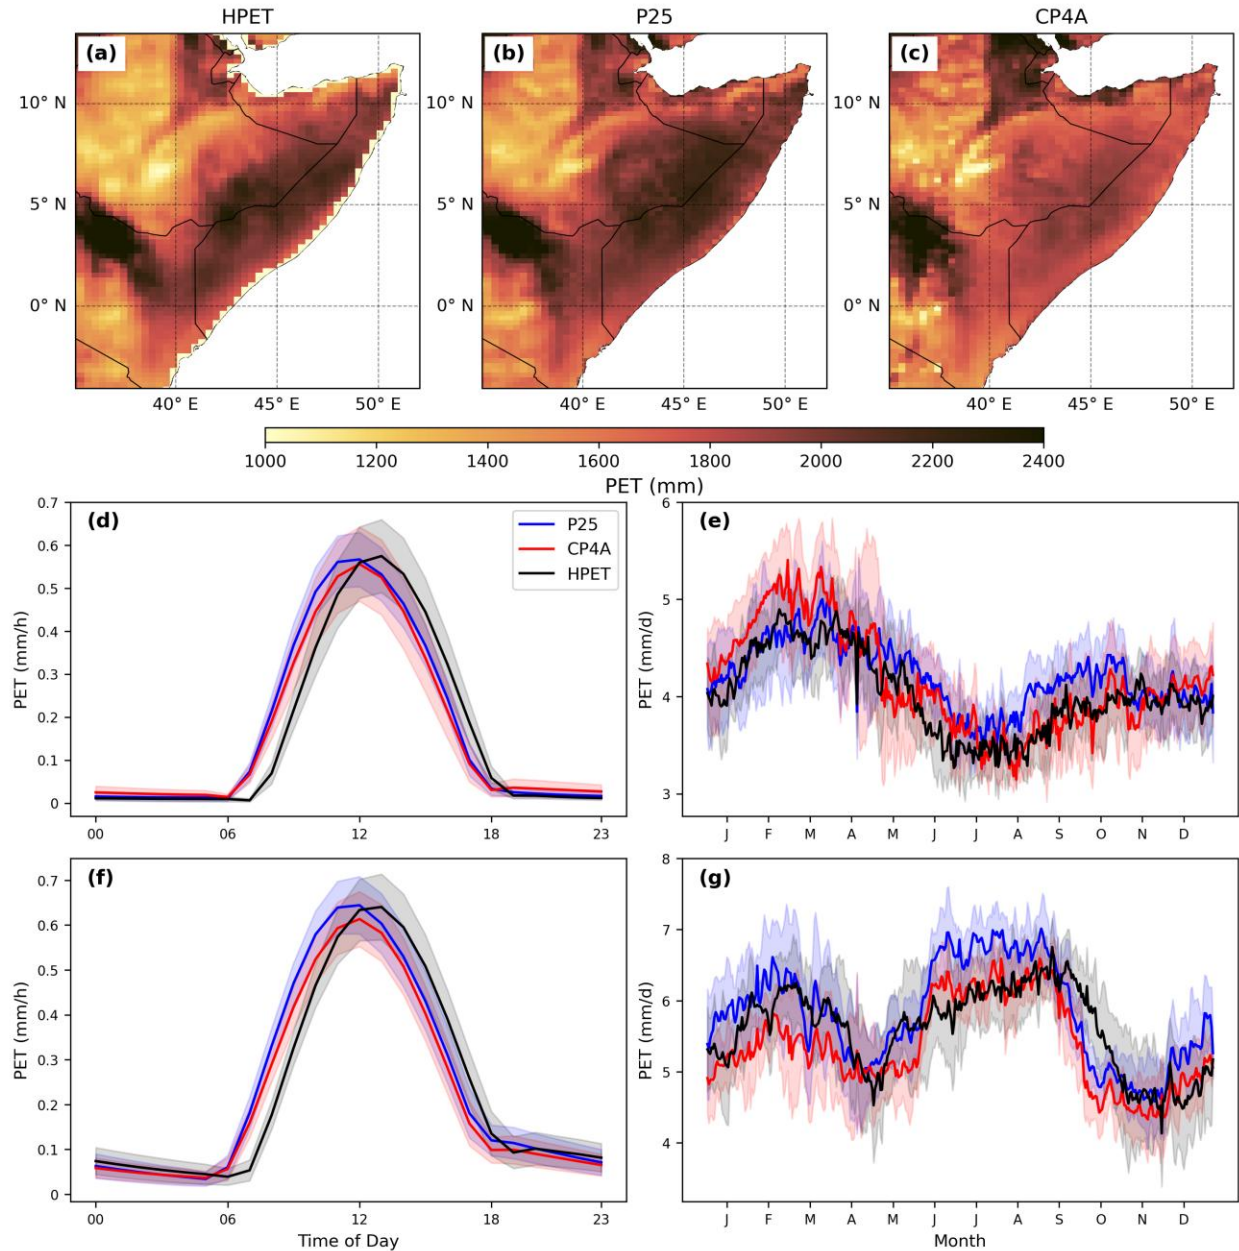 HPET P25 CP4A
(a) (b) (c)
10° N 10° N 10° N
5° N 5° N 5° N
0° N 0° N 0° N
40° E 45° E 50° E 40° E 45° E 50° E 40° E 45° E 50° E
1000 1200 1400 1600 1800 2000 2200 2400
PET (mm)
(d)
P25
CP4A
HPET
PET (mm/h)
0.7
0.6
0.5
0.4
0.3
0.2
0.1
0
00 06 12 18 23
(e)
PET (mm/d)
6
5
4
3
J F M A M J J A S O N D
(f)
PET (mm/h)
0.7
0.6
0.5
0.4
0.3
0.2
0.1
0
00 06 12 18 23
Time of Day
(g)
PET (mm/d)
8
7
6
5
4
J F M A M J J A S O N D
Month